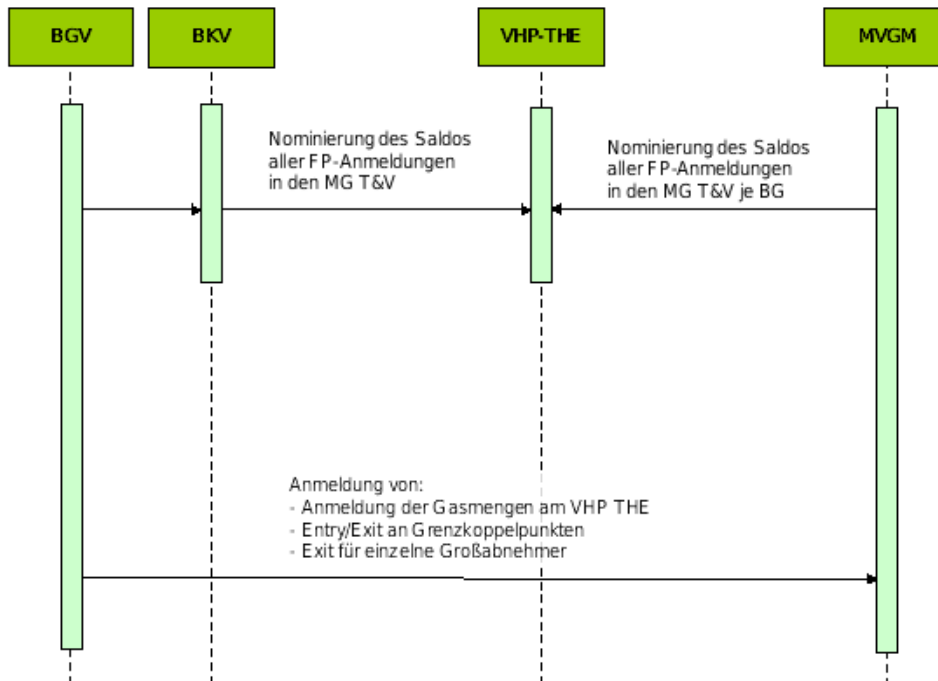 BGV
BKV
VHP-THE
MVGM
Nominierung des Saldos
aller FP-Anmeldungen
in den MG T&V
Nominierung des Saldos
aller FP-Anmeldungen
in den MG T&V je BG
Anmeldung von:
- Anmeldung der Gasmengen am VHP THE
- Entry/Exit an Grenzkoppelpunkten
- Exit für einzelne Großabnehmer